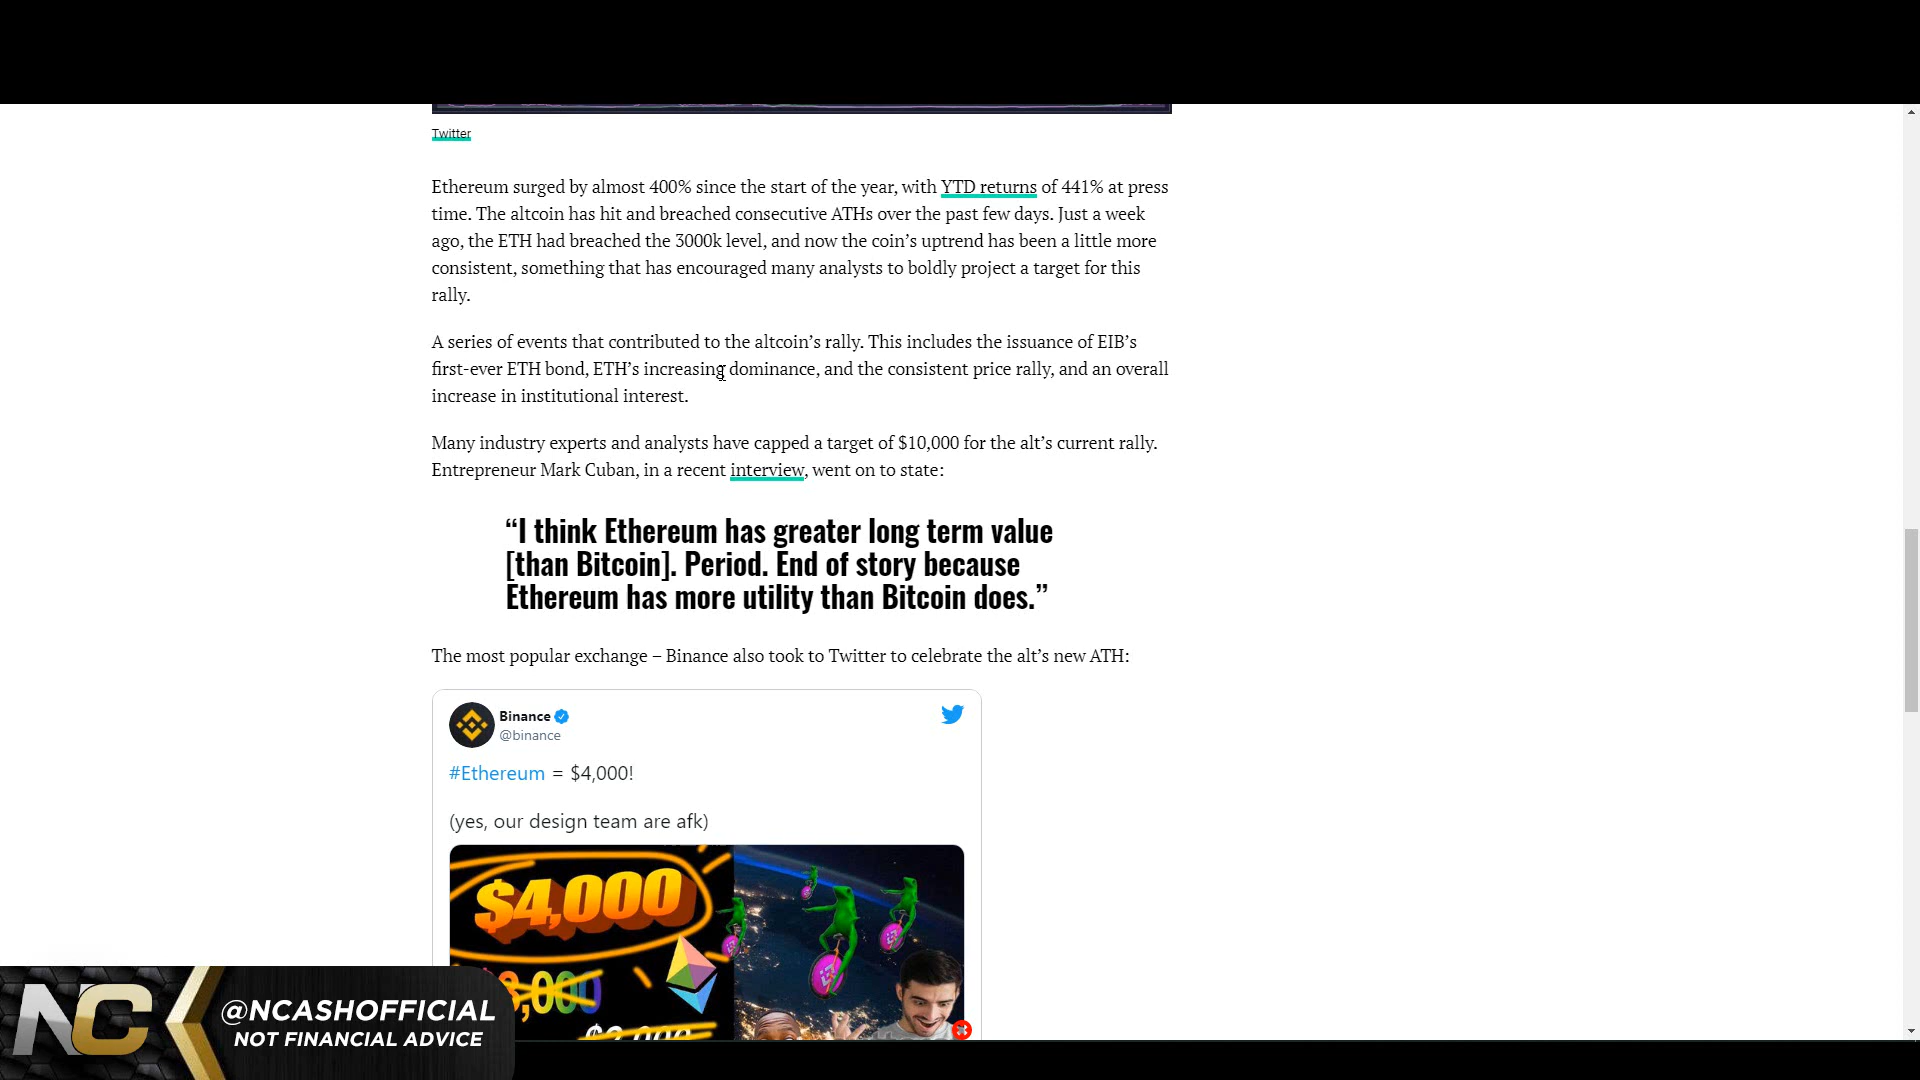 Twitter
Ethereum surged by almost 400% since the start of the year, with YTD returns of 441% at press
time. The altcoin has hit and breached consecutive ATHs over the past few days. Just a week
ago, the ETH had breached the 3000k level, and now the coin’s uptrend has been a little more
consistent, something that has encouraged many analysts to boldly project a target for this
rally.
A series of events that contributed to the altcoin’s rally. This includes the issuance of EIB’s
first-ever ETH bond, ETH’s increasing dominance, and the consistent price rally, and an overall
increase in institutional interest.
Many industry experts and analysts have capped a target of $10,000 for the alt’s current rally.
Entrepreneur Mark Cuban, in a recent interview, went on to state:
“I think Ethereum has greater long term value
[than Bitcoin]. Period. End of story because
Ethereum has more utility than Bitcoin does.”
The most popular exchange – Binance also took to Twitter to celebrate the alt’s new ATH:
Binance
@binance
#Ethereum = $4,000!
(yes, our design team are afk)
$4,000
NC
@NCASHOFFICIAL
NOT FINANCIAL ADVICE